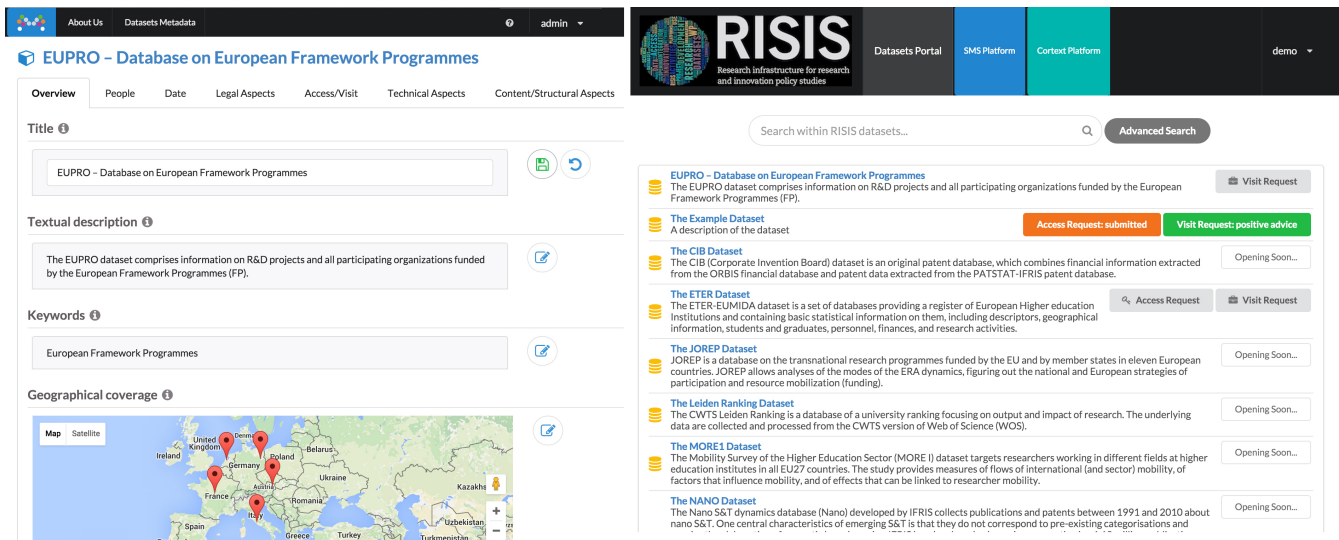 About Us
Datasets Metadata
admin
EUPRO – Database on European Framework Programmes
Overview
People
Date
Legal Aspects
Access/Visit
Technical Aspects
Content/Structural Aspects
Title
EUPRO – Database on European Framework Programmes
Textual description
The EUPRO dataset comprises information on R&D projects and all participating organizations funded
by the European Framework Programmes (FP).
Keywords
European Framework Programmes
Geographical coverage
Map
Satellite
United
Kingdom
Ireland
Belarus
Poland
Germany
Ukraine
Austria
France
Romania
Italy
Spain
Greece
Turkey
Uzbekistan
Turkmenistan
RISIS
Research infrastructure for research
and innovation policy studies
Datasets Portal
SMS Platform
Cortext Platform
demo
Search within RISIS datasets...
Advanced Search
EUPRO – Database on European Framework Programmes
The EUPRO dataset comprises information on R&D projects and all participating organizations funded by the European
Framework Programmes (FP).
Visit Request
The Example Dataset
A description of the dataset
Access Request: submitted
Visit Request: positive advice
The CIB Dataset
The CIB (Corporate Invention Board) dataset is an original patent database, which combines financial information extracted
from the ORBIS financial database and patent data extracted from the PATSTAT-IFRIS patent database.
Opening Soon...
The ETER Dataset
The ETER-EUMIDA dataset is a set of databases providing a register of European Higher education
Institutions and containing basic statistical information on them, including descriptors, geographical
information, students and graduates, personnel, finances, and research activities.
Access Request
Visit Request
The JOREP Dataset
JOREP is a database on the transnational research programmes funded by the EU and by member states in eleven European
countries. JOREP allows analyses of the modes of the ERA dynamics, figuring out the national and European strategies of
participation and resource mobilization (funding).
Opening Soon...
The Leiden Ranking Dataset
The CWTS Leiden Ranking is a database of a university ranking focusing on output and impact of research. The underlying
data are collected and processed from the CWTS version of Web of Science (WOS).
Opening Soon...
The MORE1 Dataset
The Mobility Survey of the Higher Education Sector (MORE I) dataset targets researchers working in different fields at higher
education institutes in all EU27 countries. The study provides measures of flows of international (and sector) mobility, of
factors that influence mobility, and of effects that can be linked to researcher mobility.
Opening Soon...
The NANO Dataset
The Nano S&T dynamics database (Nano) developed by IFRIS collects publications and patents between 1991 and 2010 about
nano S&T. One central characteristics of emerging S&T is that they do not correspond to pre-existing categorisations and
Opening Soon...